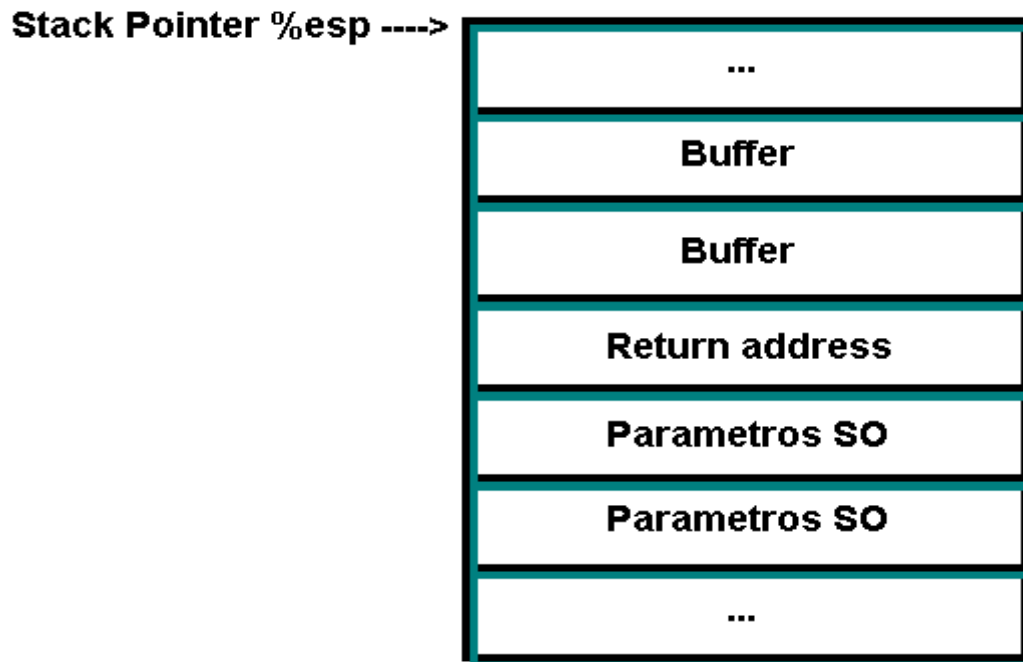 Stack Pointer %esp ---->
...
Buffer
Buffer
Return address
Parametros SO
Parametros SO
...